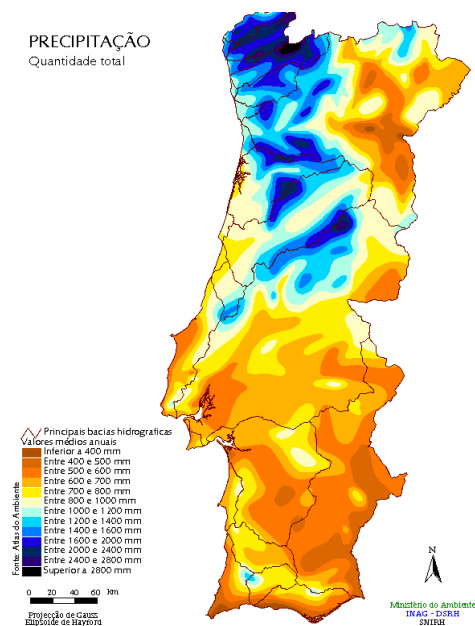 PRECIPITAÇÃO
Quantidade total
Principais bacias hidrograficas
Valores médios anuais
Inferior a 400 mm
Entre 400 e 500 mm
Entre 500 e 600 mm
Entre 600 e 700 mm
Entre 700 e 800 mm
Entre 800 e 1000 mm
Entre 1000 e 1200 mm
Entre 1200 e 1400 mm
Entre 1400 e 1600 mm
Entre 1600 e 2000 mm
Entre 2000 e 2400 mm
Entre 2400 e 2800 mm
Superior a 2800 mm
Fonte: Atlas do Ambiente
0 20 40 60 km
Projecção de Gauss
Elipsoide de Hayford
N
Ministério do Ambiente
INAG - DSRH
SNIRH